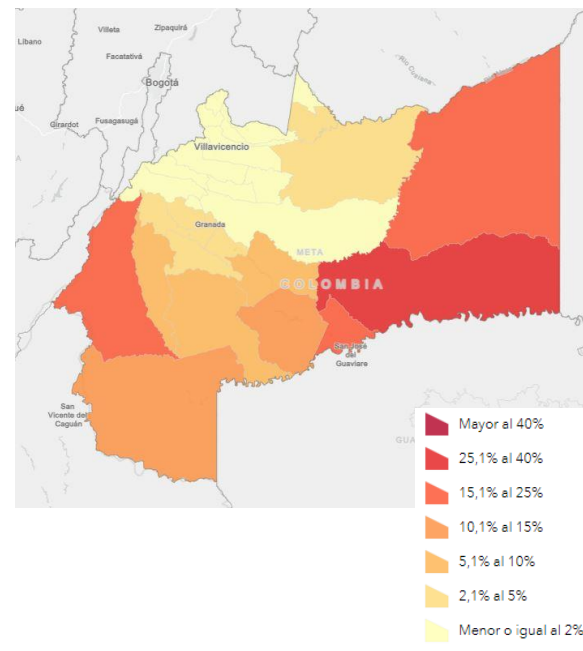 Villeta
Zipaquirá
Líbano
Facatativá
Bogotá
ué
Girardot
Fusagasugá
Villavicencio
Granada
META
COLOMBIA
San José
del
Guaviare
San
Vicente del
Caguán
GUA
Mayor al 40%
25,1% al 40%
15,1% al 25%
10,1% al 15%
5,1% al 10%
2,1% al 5%
Menor o igual al 2%